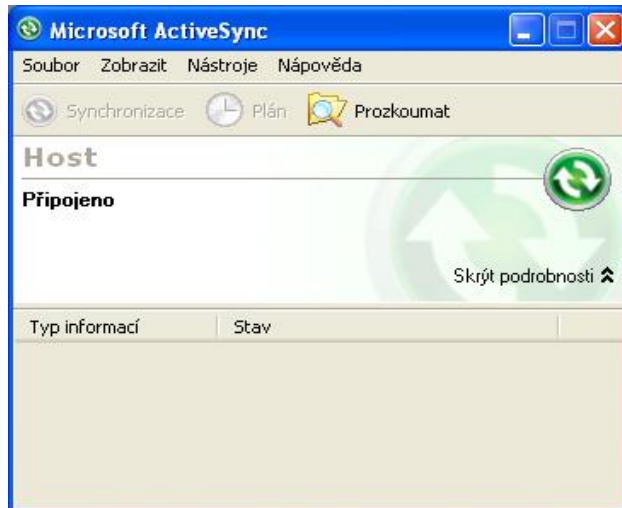 Microsoft ActiveSync
Soubor Zobrazit Nástroje Nápověda
Synchronizace Plán Prozkoumat
Host
Připojeno
Skrýt podrobnosti
Typ informací Stav